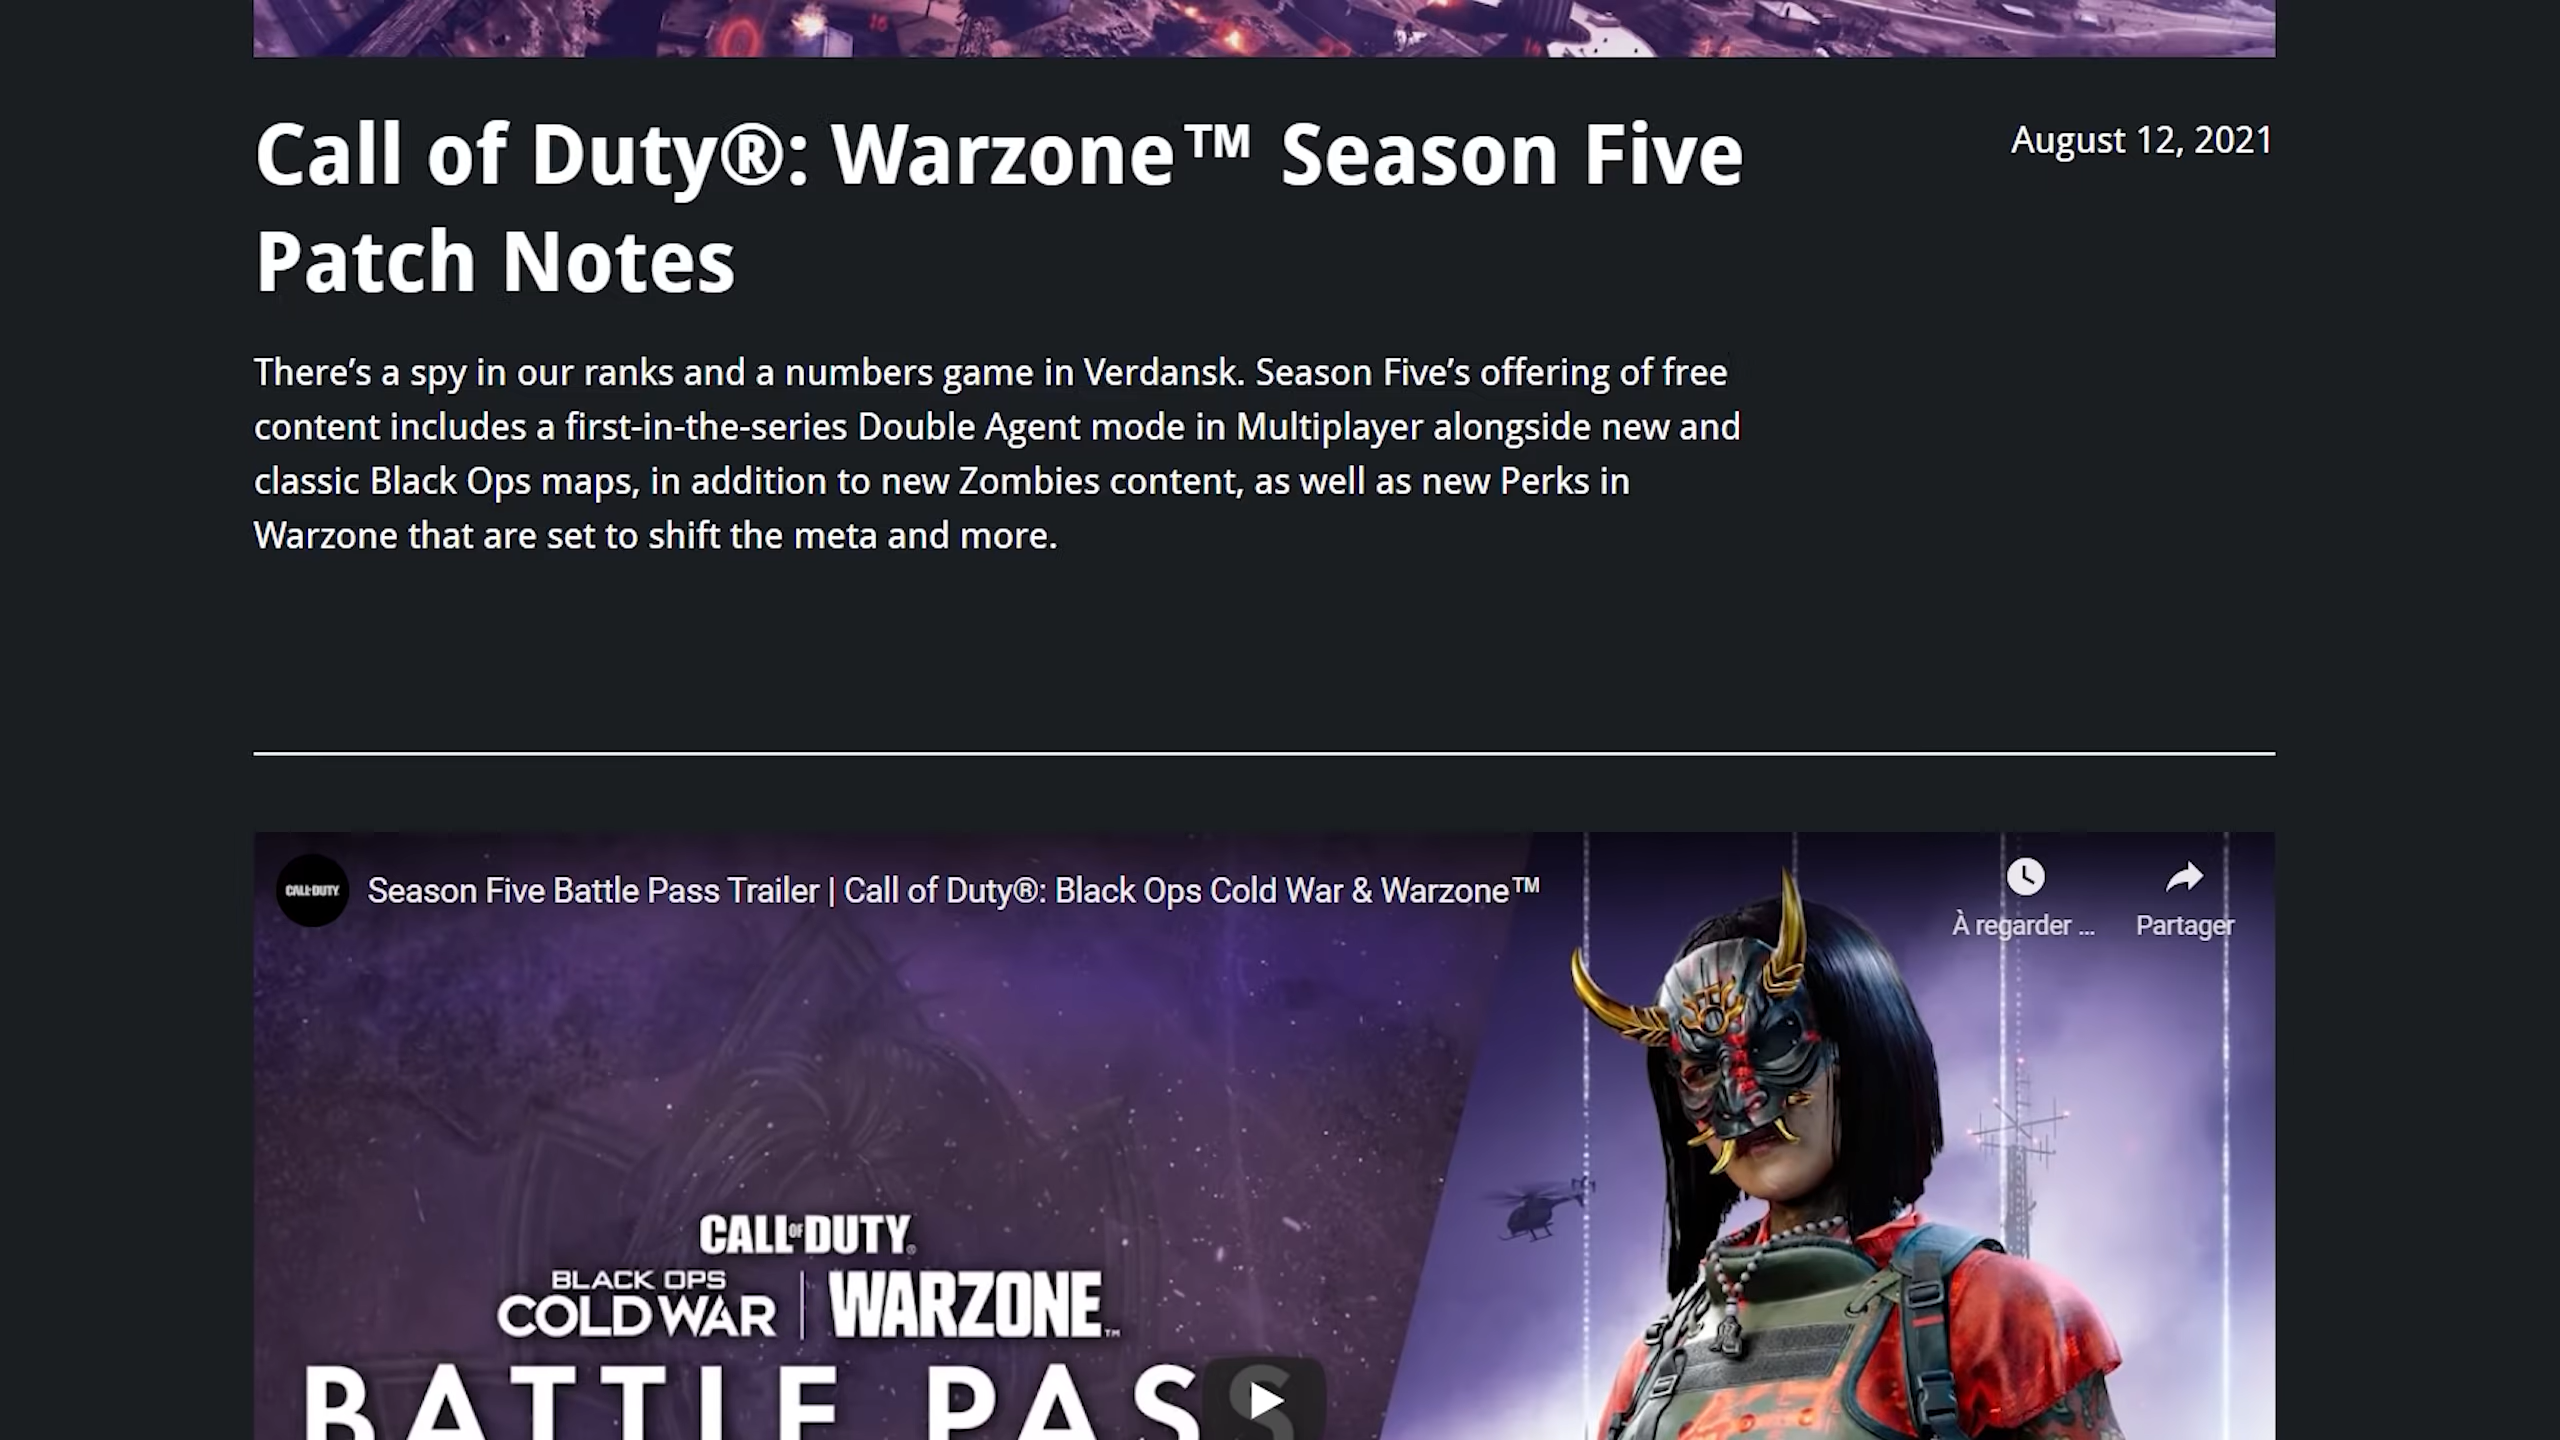 Call of Duty®: Warzone™ Season Five
Patch Notes
August 12, 2021
There’s a spy in our ranks and a numbers game in Verdansk. Season Five’s offering of free
content includes a first-in-the-series Double Agent mode in Multiplayer alongside new and
classic Black Ops maps, in addition to new Zombies content, as well as new Perks in
Warzone that are set to shift the meta and more.
CALL OF DUTY
Season Five Battle Pass Trailer | Call of Duty®: Black Ops Cold War & Warzone™
À regarder ...
Partager
CALL OF DUTY®
BLACK OPS
COLD WAR | WARZONE™
BATTLE PASS